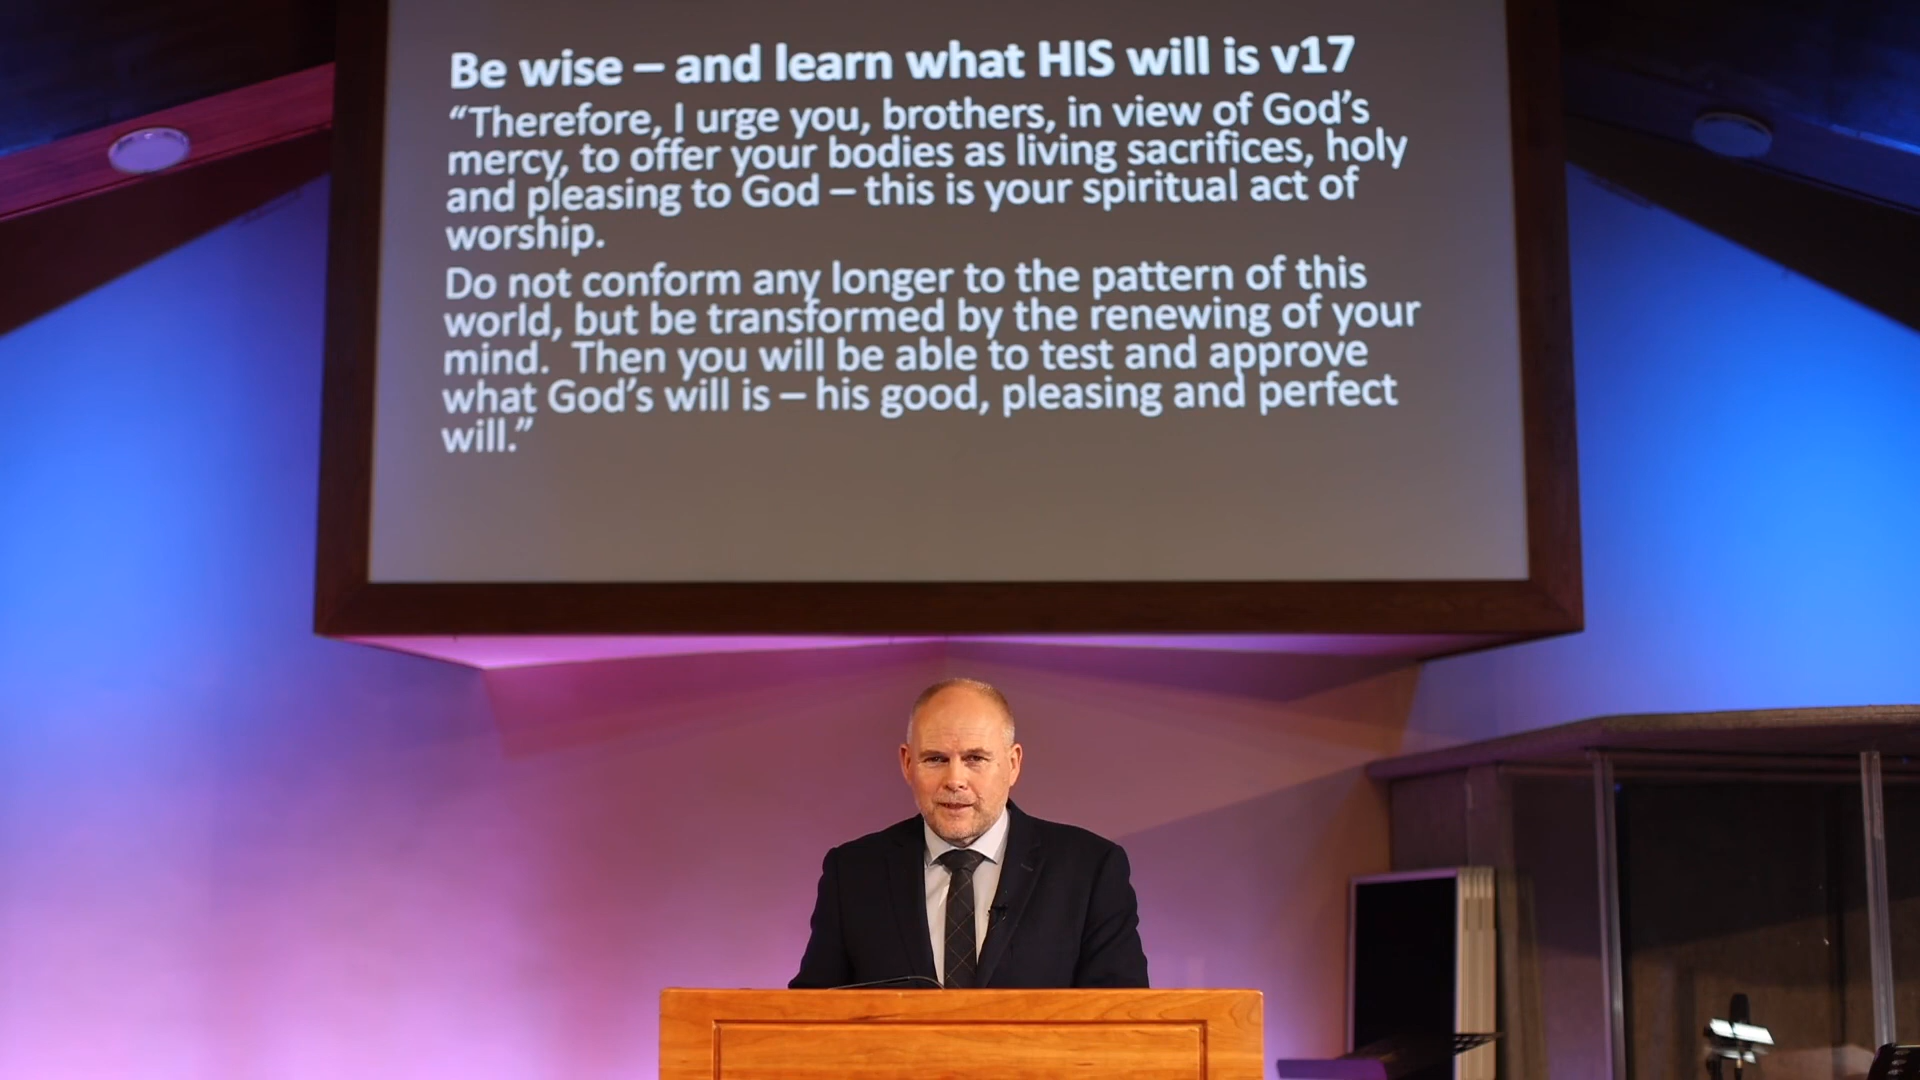 Be wise – and learn what HIS will is v17
“Therefore, I urge you, brothers, in view of God’s
mercy, to offer your bodies as living sacrifices, holy
and pleasing to God – this is your spiritual act of
worship.
Do not conform any longer to the pattern of this
world, but be transformed by the renewing of your
mind.  Then you will be able to test and approve
what God’s will is – his good, pleasing and perfect
will.”